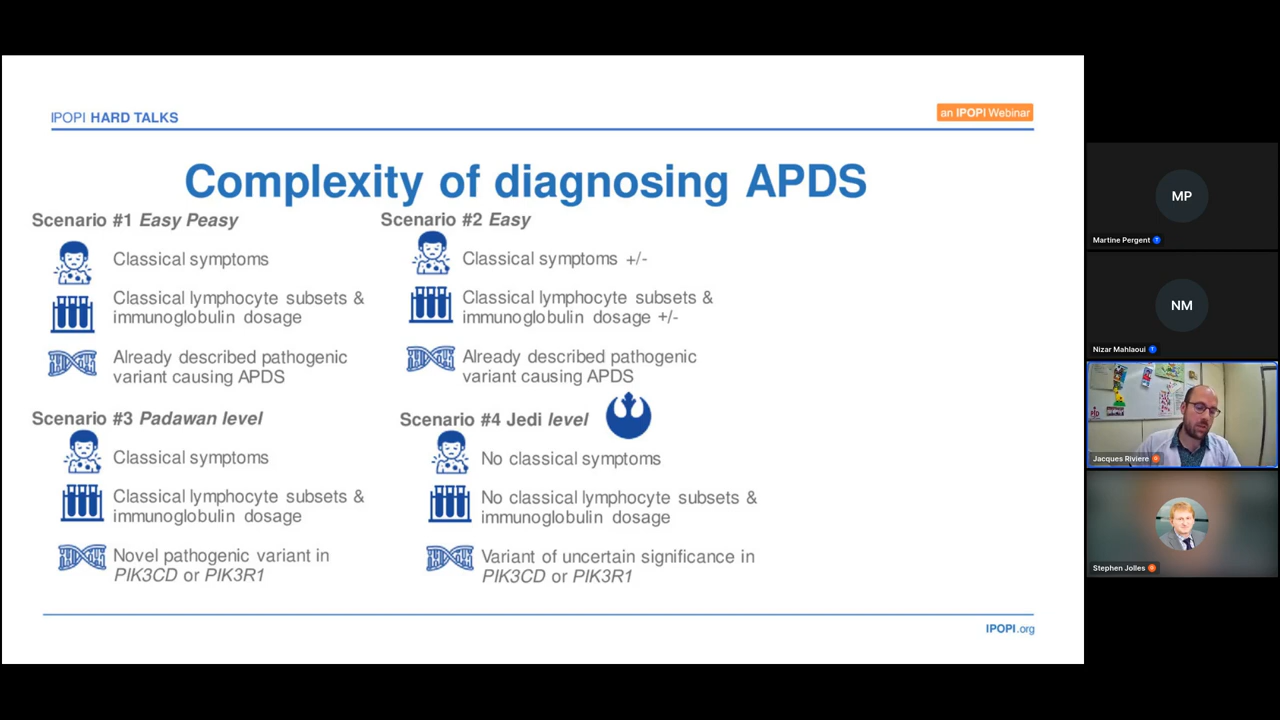 IPOPI HARD TALKS
an IPOPI Webinar
Complexity of diagnosing APDS
Scenario #1 Easy Peasy
Classical symptoms
Classical lymphocyte subsets &
immunoglobulin dosage
Already described pathogenic
variant causing APDS
Scenario #2 Easy
Classical symptoms +/-
Classical lymphocyte subsets &
immunoglobulin dosage +/-
Already described pathogenic
variant causing APDS
Scenario #3 Padawan level
Classical symptoms
Classical lymphocyte subsets &
immunoglobulin dosage
Novel pathogenic variant in
PIK3CD or PIK3R1
Scenario #4 Jedi level
No classical symptoms
No classical lymphocyte subsets &
immunoglobulin dosage
Variant of uncertain significance in
PIK3CD or PIK3R1
IPOPI.org
MP
Martine Pergent
NM
Nizar Mahlaoui
PID
Jacques Riviere
Stephen Jolles